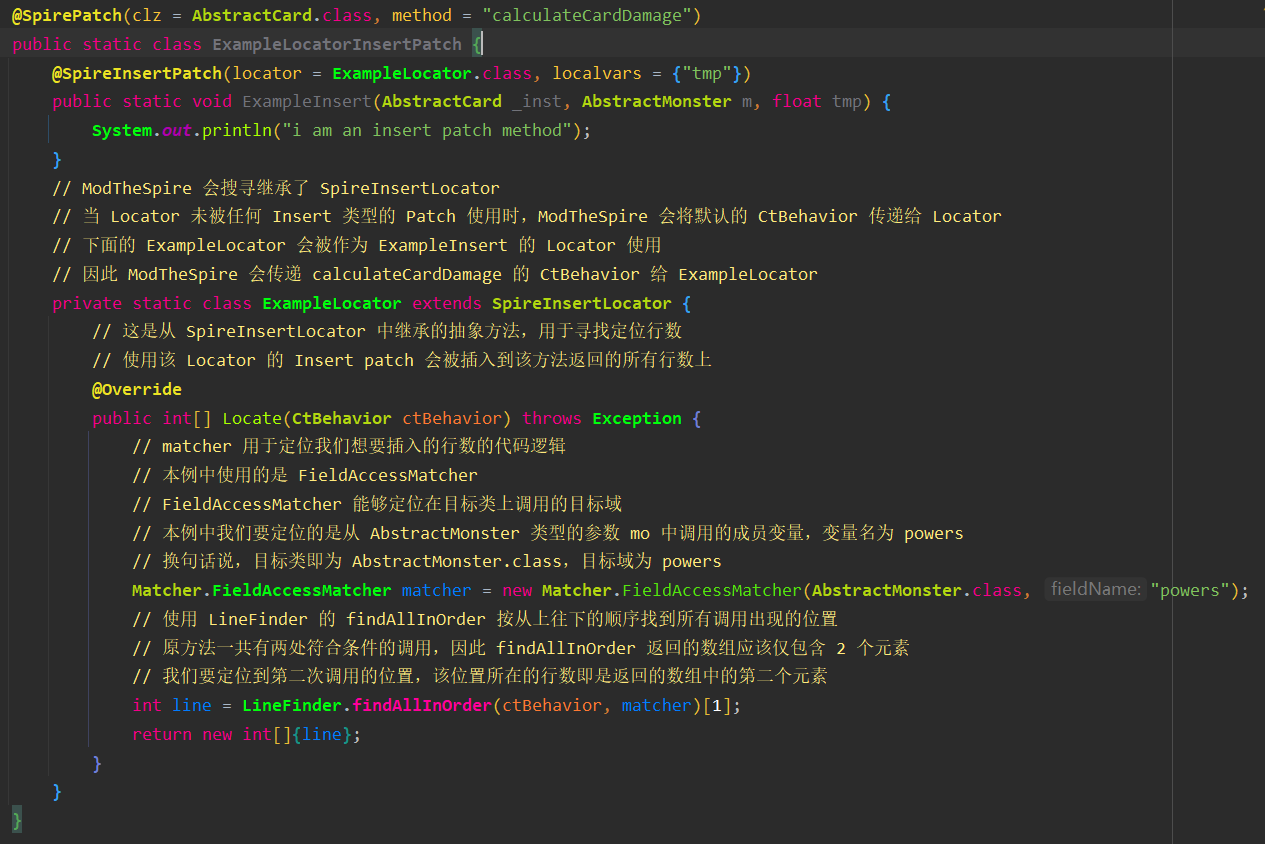 @SpirePatch(clz = AbstractCard.class, method = "calculateCardDamage")
public static class ExampleLocatorInsertPatch {
    @SpireInsertPatch(locator = ExampleLocator.class, localvars = {"tmp"})
    public static void ExampleInsert(AbstractCard _inst, AbstractMonster m, float tmp) {
        System.out.println("i am an insert patch method");
    }
    // ModTheSpire 会搜寻继承了 SpireInsertLocator
    // 当 Locator 未被任何 Insert 类型的 Patch 使用时，ModTheSpire 会将默认的 CtBehavior 传递给 Locator
    // 下面的 ExampleLocator 会被作为 ExampleInsert 的 Locator 使用
    // 因此 ModTheSpire 会传递 calculateCardDamage 的 CtBehavior 给 ExampleLocator
    private static class ExampleLocator extends SpireInsertLocator {
        // 这是从 SpireInsertLocator 中继承的抽象方法，用于寻找定位行数
        // 使用该 Locator 的 Insert patch 会被插入到该方法返回的所有行数上
        @Override
        public int[] Locate(CtBehavior ctBehavior) throws Exception {
            // matcher 用于定位我们想要插入的行数的代码逻辑
            // 本例中使用的是 FieldAccessMatcher
            // FieldAccessMatcher 能够定位在目标类上调用的目标域
            // 本例中我们要定位的是从 AbstractMonster 类型的参数 mo 中调用的成员变量，变量名为 powers
            // 换句话说，目标类即为 AbstractMonster.class，目标域为 powers
            Matcher.FieldAccessMatcher matcher = new Matcher.FieldAccessMatcher(AbstractMonster.class, fieldName: "powers");
            // 使用 LineFinder 的 findAllInOrder 按从上往下的顺序找到所有调用出现的位置
            // 原方法一共有两处符合条件的调用，因此 findAllInOrder 返回的数组应该仅包含 2 个元素
            // 我们要定位到第二次调用的位置，该位置所在的行数即是返回的数组中的第二个元素
            int line = LineFinder.findAllInOrder(ctBehavior, matcher)[1];
            return new int[]{line};
        }
    }
}